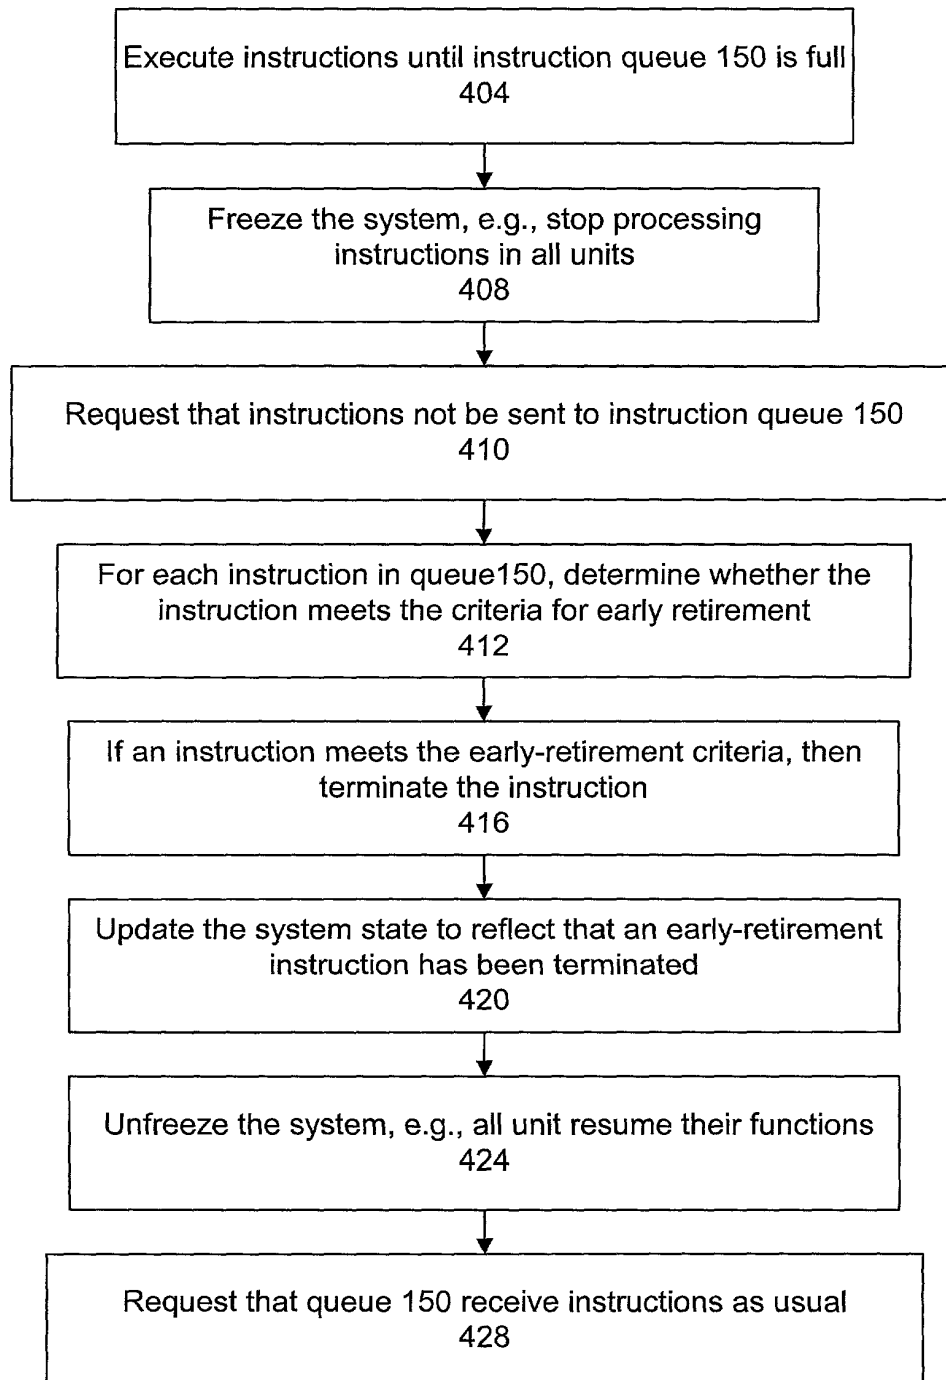 Execute instructions until instruction queue 150 is full
404
Freeze the system, e.g., stop processing
instructions in all units
408
Request that instructions not be sent to instruction queue 150
410
For each instruction in queue150, determine whether the
instruction meets the criteria for early retirement
412
If an instruction meets the early-retirement criteria, then
terminate the instruction
416
Update the system state to reflect that an early-retirement
instruction has been terminated
420
Unfreeze the system, e.g., all unit resume their functions
424
Request that queue 150 receive instructions as usual
428